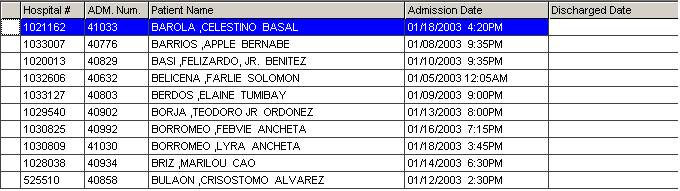 Hospital # ADM. Num. Patient Name Admission Date Discharged Date
1021162 41033 BAROLA ,CELESTINO BASAL 01/18/2003 4:20PM
1033007 40776 BARRIOS ,APPLE BERNABE 01/08/2003 9:35PM
1020013 40829 BASI ,FELIZARDO, JR. BENITEZ 01/10/2003 9:35PM
1032606 40632 BELICENA ,FARLIE SOLOMON 01/05/2003 12:05AM
1033127 40803 BERDOS ,ELAINE TUMIBAY 01/09/2003 9:00PM
1029540 40902 BORJA ,TEODORO JR ORDONEZ 01/13/2003 8:00PM
1030825 40992 BORROMEO ,FEBVIE ANCHETA 01/16/2003 7:15PM
1030809 41030 BORROMEO ,LYRA ANCHETA 01/18/2003 3:45PM
1028038 40934 BRIZ ,MARILOU CAO 01/14/2003 6:30PM
525510 40858 BULAON ,CRISOSTOMO ALVAREZ 01/12/2003 2:30PM